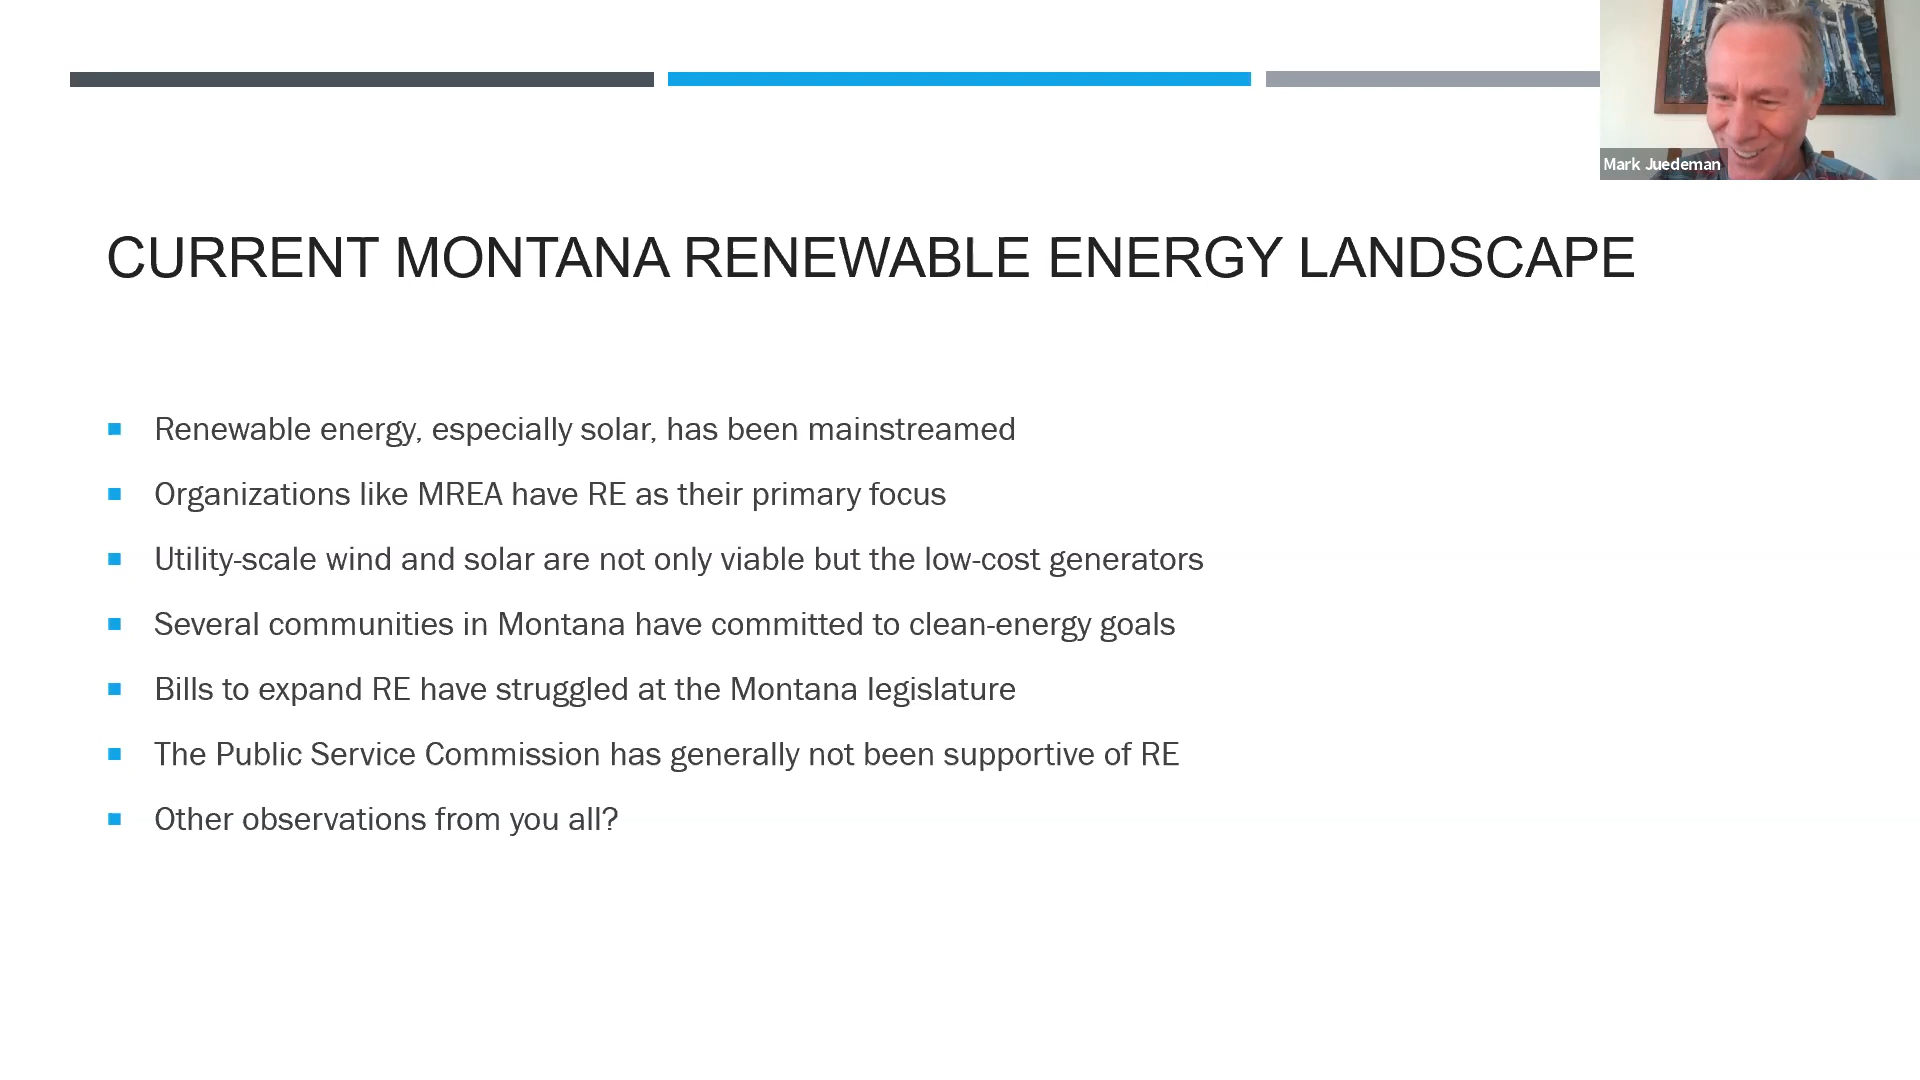 Mark Juedeman
CURRENT MONTANA RENEWABLE ENERGY LANDSCAPE
Renewable energy, especially solar, has been mainstreamed
Organizations like MREA have RE as their primary focus
Utility-scale wind and solar are not only viable but the low-cost generators
Several communities in Montana have committed to clean-energy goals
Bills to expand RE have struggled at the Montana legislature
The Public Service Commission has generally not been supportive of RE
Other observations from you all?